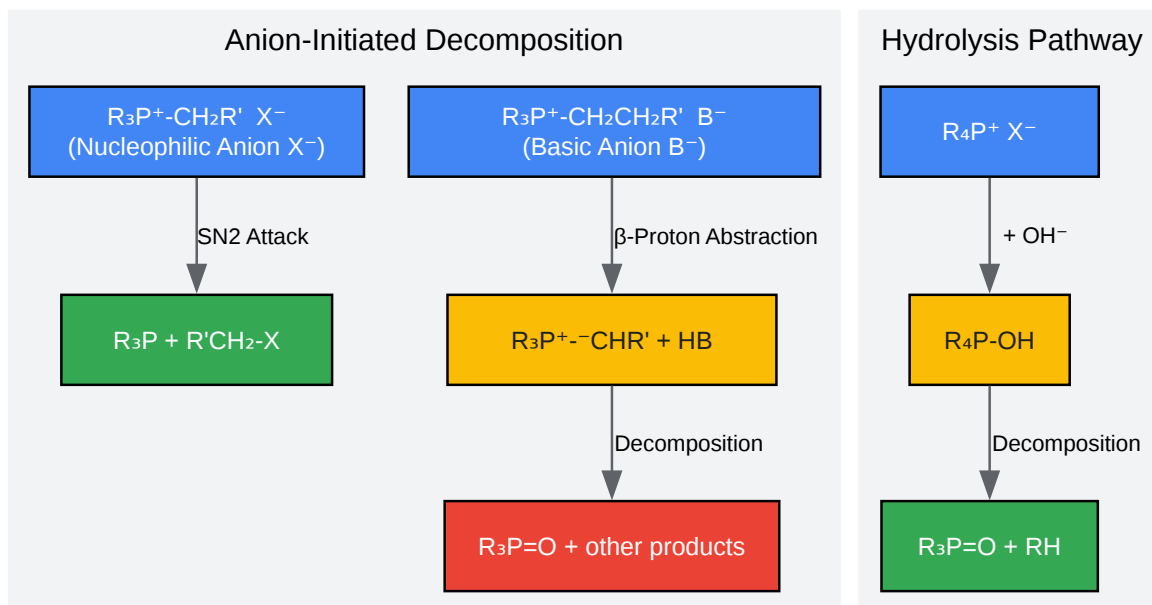 Anion-Initiated Decomposition
R₃P⁺-CH₂R' X⁻
(Nucleophilic Anion X⁻)
SN2 Attack
R₃P + R'CH₂-X
R₃P⁺-CH₂CH₂R' B⁻
(Basic Anion B⁻)
β-Proton Abstraction
R₃P⁺-⁻CHR' + HB
Decomposition
R₃P=O + other products
Hydrolysis Pathway
R₄P⁺ X⁻
+ OH⁻
R₄P-OH
Decomposition
R₃P=O + RH